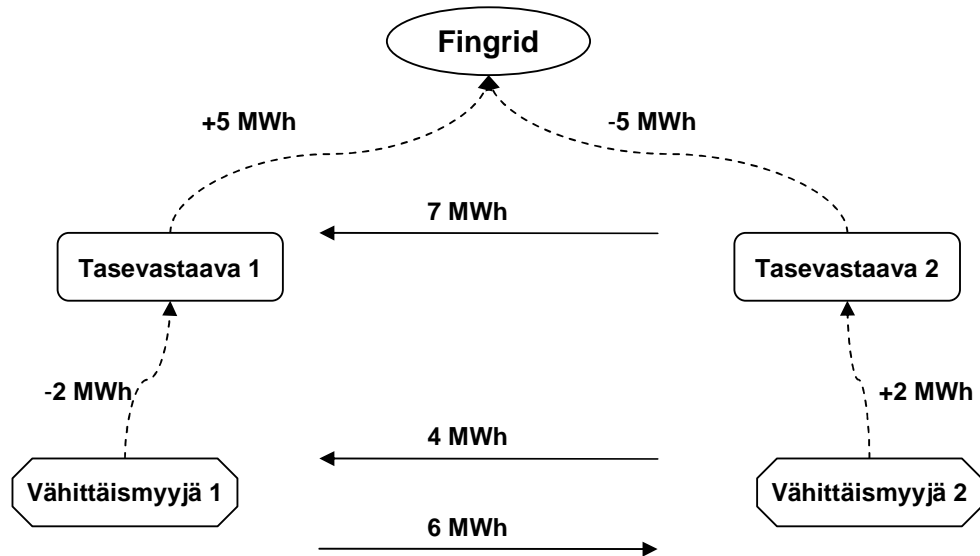 Fingrid
+5 MWh
-5 MWh
7 MWh
Tasevastaava 1
Tasevastaava 2
-2 MWh
+2 MWh
4 MWh
Vähittäismyyjä 1
Vähittäismyyjä 2
6 MWh